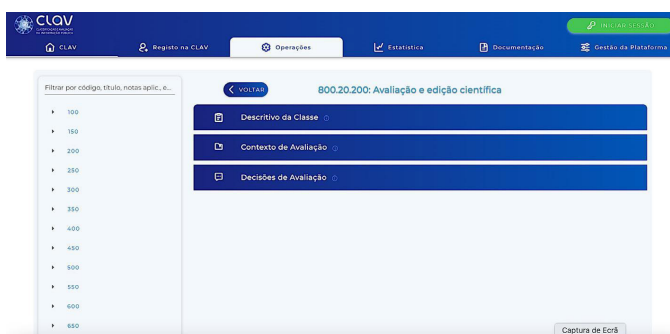 CLAV
INICIAR SESSÃO
CLAV
Registo na CLAV
Operações
Estatística
Documentação
Gestão da Plataforma
Filtrar por código, título, notas aplic., e...
VOLTAR
800.20.200: Avaliação e edição científica
100
150
200
250
300
350
400
450
500
550
600
650
Descritivo da Classe
Contexto de Avaliação
Decisões de Avaliação
Captura de Ecrã